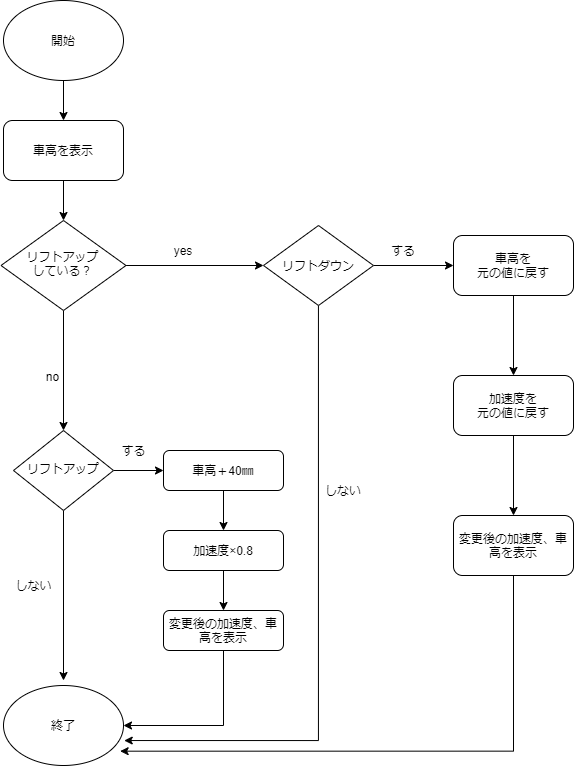 開始
車高を表示
リフトアップ
している？
yes
リフトダウン
する
車高を
元の値に戻す
no
加速度を
元の値に戻す
リフトアップ
する
車高＋40㎜
しない
加速度×0.8
変更後の加速度、車
高を表示
しない
変更後の加速度、車
高を表示
終了